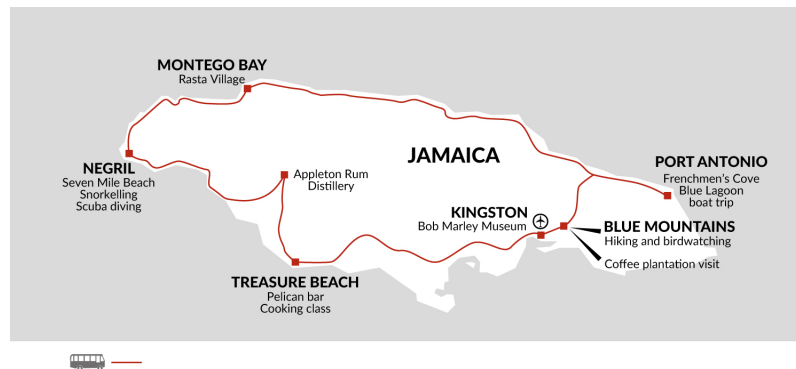 MONTEGO BAY
Rasta Village
NEGRIL
Seven Mile Beach
Snorkelling
Scuba diving
Appleton Rum
Distillery
JAMAICA
PORT ANTONIO
Frenchmen's Cove
Blue Lagoon
boat trip
KINGSTON
Bob Marley Museum
BLUE MOUNTAINS
Hiking and birdwatching
Coffee plantation visit
TREASURE BEACH
Pelican bar
Cooking class